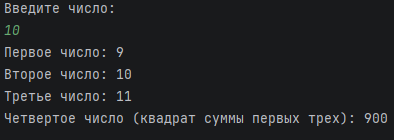 Введите число:
10
Первое число: 9
Второе число: 10
Третье число: 11
Четвертое число (квадрат суммы первых трех): 900